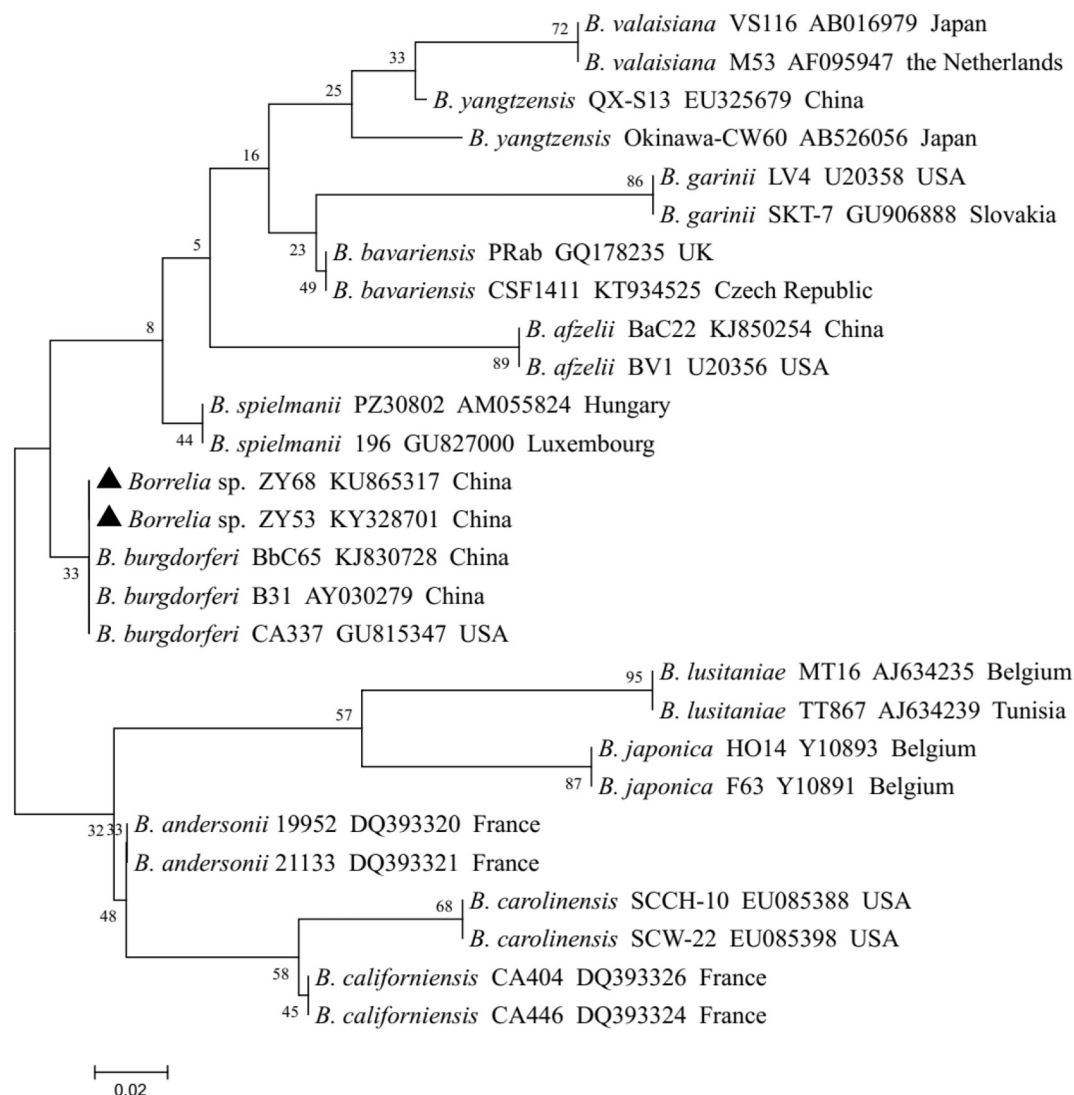 72
B. valaisiana VS116 AB016979 Japan
33
B. valaisiana M53 AF095947 the Netherlands
25
B. yangtzensis QX-S13 EU325679 China
B. yangtzensis Okinawa-CW60 AB526056 Japan
16
86
B. garinii LV4 U20358 USA
B. garinii SKT-7 GU906888 Slovakia
5
23
B. bavariensis PRab GQ178235 UK
49
B. bavariensis CSF1411 KT934525 Czech Republic
8
B. afzelii BaC22 KJ850254 China
89
B. afzelii BV1 U20356 USA
B. spielmanii PZ30802 AM055824 Hungary
44
B. spielmanii 196 GU827000 Luxembourg
Borrelia sp. ZY68 KU865317 China
Borrelia sp. ZY53 KY328701 China
B. burgdorferi BbC65 KJ830728 China
33
B. burgdorferi B31 AY030279 China
B. burgdorferi CA337 GU815347 USA
95
B. lusitaniae MT16 AJ634235 Belgium
57
B. lusitaniae TT867 AJ634239 Tunisia
B. japonica HO14 Y10893 Belgium
87
B. japonica F63 Y10891 Belgium
32
33
B. andersonii 19952 DQ393320 France
B. andersonii 21133 DQ393321 France
48
68
B. carolinensis SCCH-10 EU085388 USA
B. carolinensis SCW-22 EU085398 USA
58
B. californiensis CA404 DQ393326 France
45
B. californiensis CA446 DQ393324 France
0.02